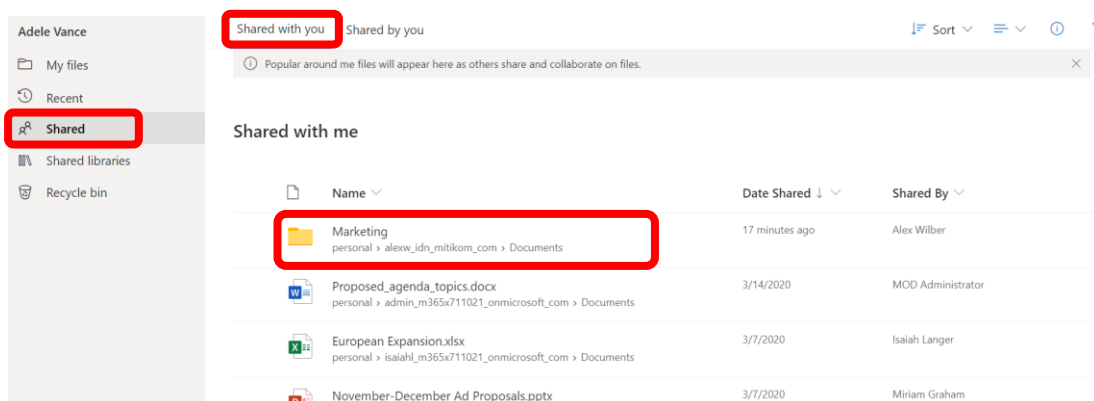 Adele Vance
My files
Recent
Shared
Shared libraries
Recycle bin
Shared with you Shared by you Sort
Popular around me files will appear here as others share and collaborate on files.
Shared with me
Name Date Shared ↓ Shared By
Marketing 17 minutes ago Alex Wilber
personal › alexw_idn_mitikom_com › Documents
Proposed_agenda_topics.docx 3/14/2020 MOD Administrator
personal › admin_m365x711021_onmicrosoft_com › Documents
European Expansion.xlsx 3/7/2020 Isaiah Langer
personal › isaiahl_m365x711021_onmicrosoft_com › Documents
November-December Ad Proposals.pptx 3/7/2020 Miriam Graham